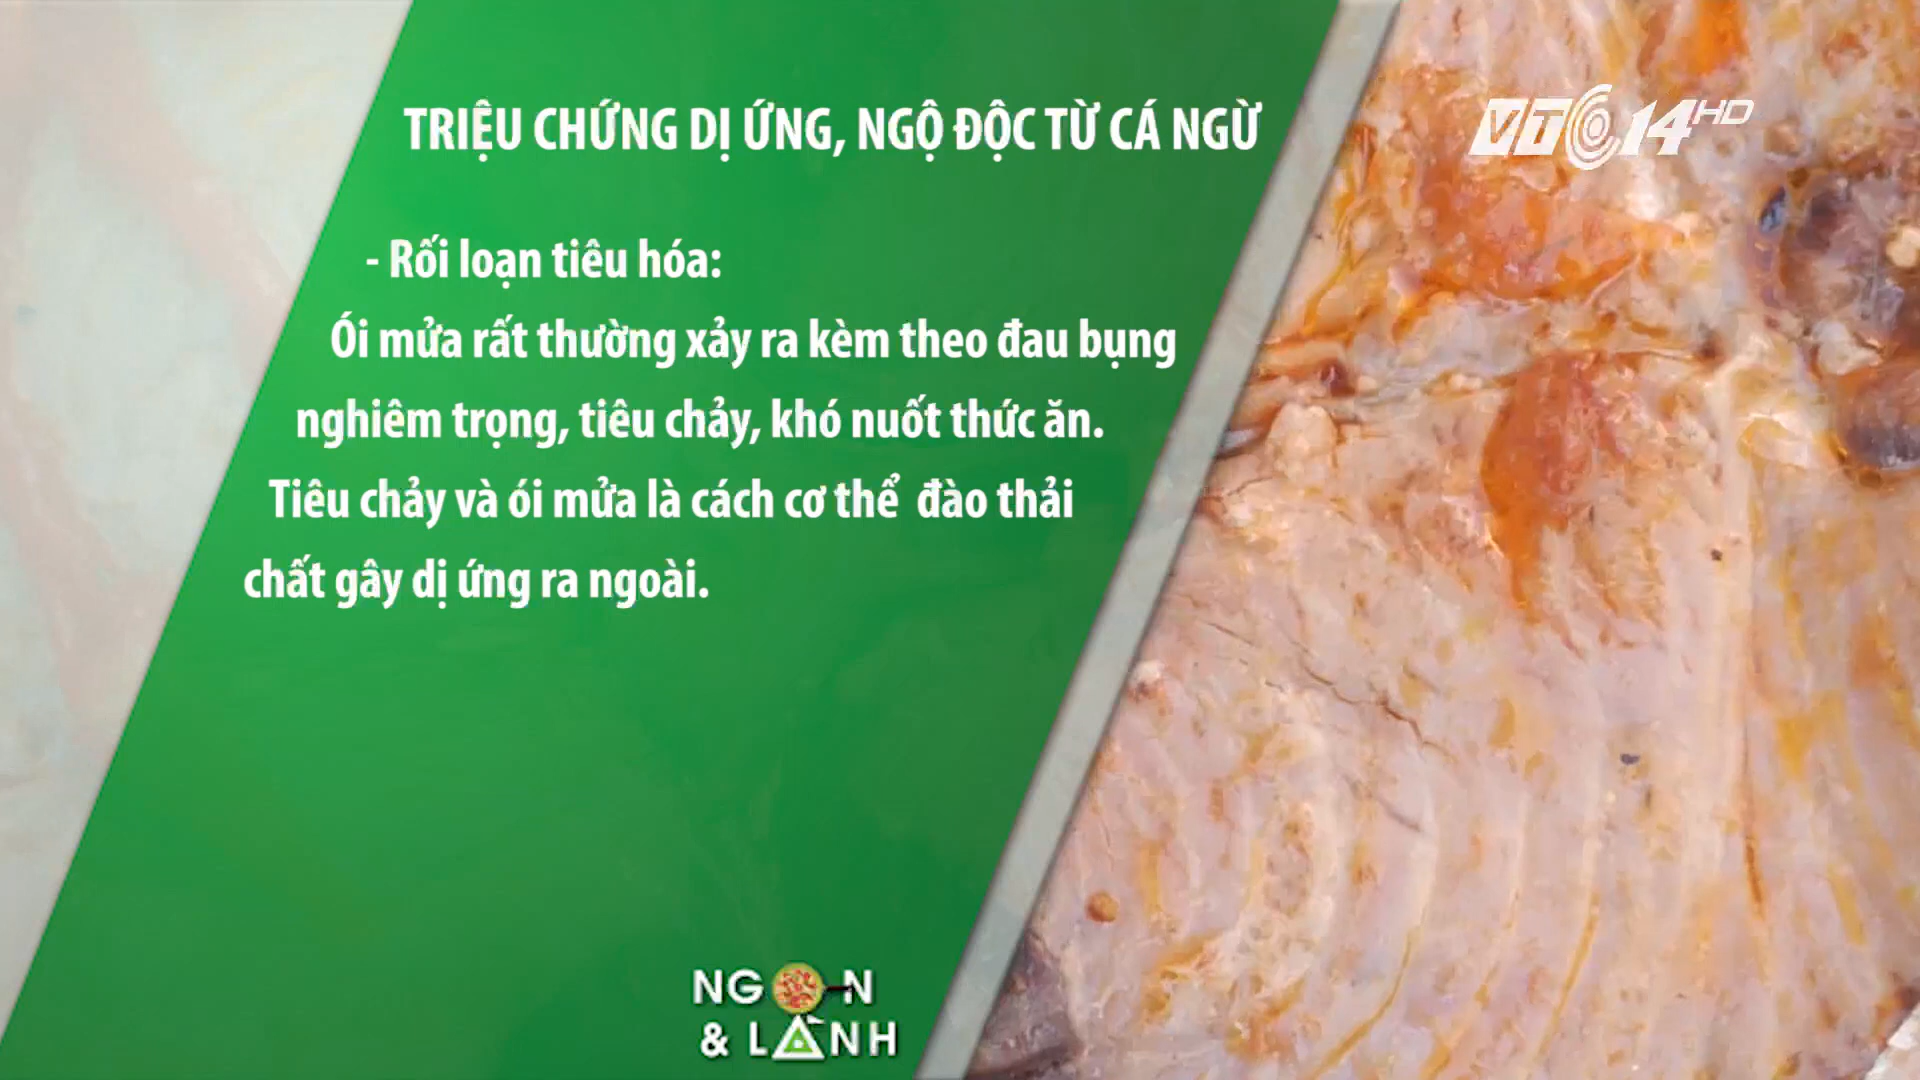 TRIỆU CHỨNG DỊ ỨNG, NGỘ ĐỘC TỪ CÁ NGỪ
VTC14HD
- Rối loạn tiêu hóa:
Ói mửa rất thường xảy ra kèm theo đau bụng
nghiêm trọng, tiêu chảy, khó nuốt thức ăn.
Tiêu chảy và ói mửa là cách cơ thể đào thải
chất gây dị ứng ra ngoài.
NGON
& LÀNH